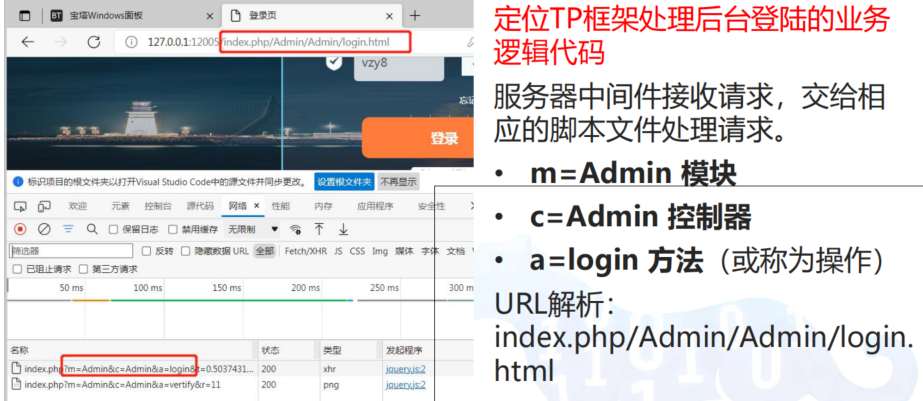 宝塔Windows面板
登录页
127.0.0.1:12005/index.php/Admin/Admin/login.html
vzy8
登录
标识项目的根文件夹以打开Visual Studio Code中的源文件并同步更改。 设置根文件夹 不再显示
欢迎 元素 控制台 源代码 网络 性能 内存 应用程序 安全性
保留日志 禁用缓存 无限制
筛选器 反转 隐藏数据 URL 全部 Fetch/XHR JS CSS Img 媒体 字体 文档
已阻止请求 第三方请求
50 ms 100 ms 150 ms 200 ms 250 ms 300 m
名称 状态 类型 发起程序
index.php?m=Admin&c=Admin&a=login&t=0.5037431... 200 xhr jquery.js:2
index.php?m=Admin&c=Admin&a=vertify&r=11 200 png jquery.js:2
定位TP框架处理后台登陆的业务
逻辑代码
服务器中间件接收请求，交给相
应的脚本文件处理请求。
• m=Admin 模块
• c=Admin 控制器
• a=login 方法（或称为操作）
URL解析：
index.php/Admin/Admin/login.
html